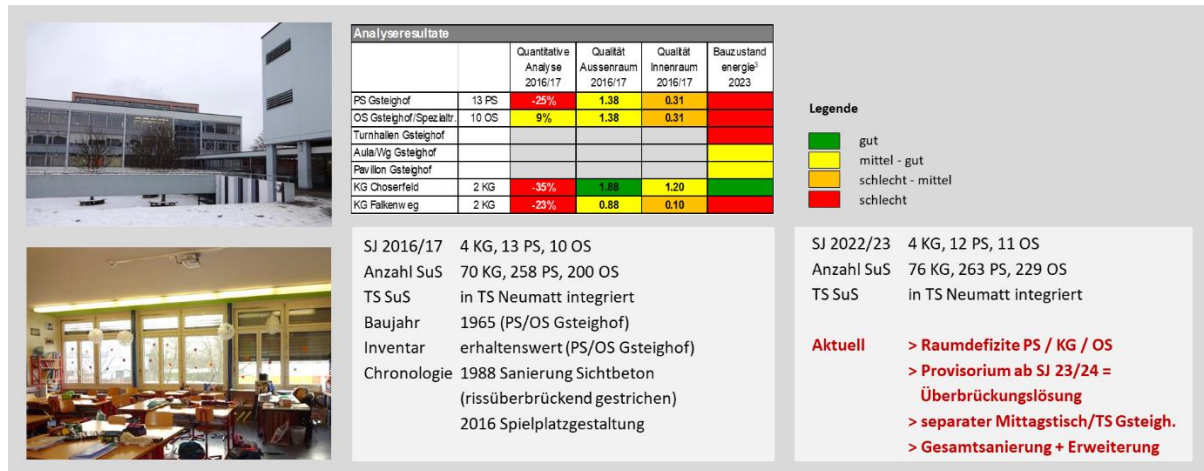 Analyseresultate
Quantitative Analyse 2016/17 Qualität Aussenraum 2016/17 Qualität Innenraum 2016/17 Bauzustand energie³ 2023
PS Gsteighof 13 PS -25% 1.38 0.31
OS Gsteighof/Spezialtr. 10 OS 9% 1.38 0.31
Turnhallen Gsteighof
Aula/Wg Gsteighof
Pavillon Gsteighof
KG Choserfeld 2 KG -35% 1.88 1.20
KG Falkenweg 2 KG -23% 0.88 0.10
Legende
gut
mittel - gut
schlecht - mittel
schlecht
SJ 2016/17 4 KG, 13 PS, 10 OS
Anzahl SuS 70 KG, 258 PS, 200 OS
TS SuS in TS Neumatt integriert
Baujahr 1965 (PS/OS Gsteighof)
Inventar erhaltenswert (PS/OS Gsteighof)
Chronologie 1988 Sanierung Sichtbeton
(rissüberbrückend gestrichen)
2016 Spielplatzgestaltung
SJ 2022/23 4 KG, 12 PS, 11 OS
Anzahl SuS 76 KG, 263 PS, 229 OS
TS SuS in TS Neumatt integriert
Aktuell > Raumdefizite PS / KG / OS
> Provisorium ab SJ 23/24 =
Überbrückungslösung
> separater Mittagstisch/TS Gsteigh.
> Gesamtsanierung + Erweiterung